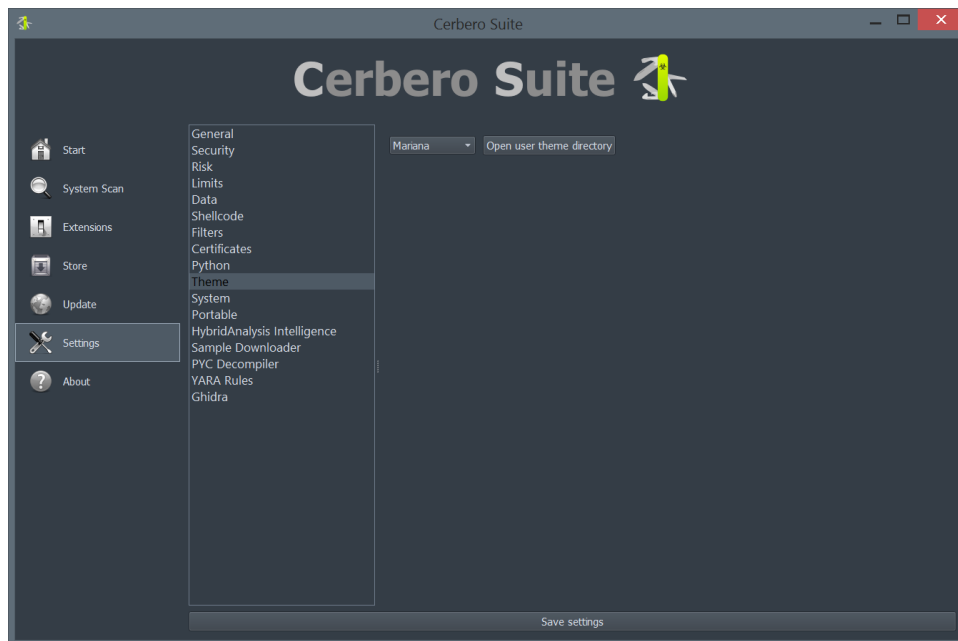 Cerbero Suite
Cerbero Suite
Start
System Scan
Extensions
Store
Update
Settings
About
General
Security
Risk
Limits
Data
Shellcode
Filters
Certificates
Python
Theme
System
Portable
HybridAnalysis Intelligence
Sample Downloader
PYC Decompiler
YARA Rules
Ghidra
Mariana
Open user theme directory
Save settings